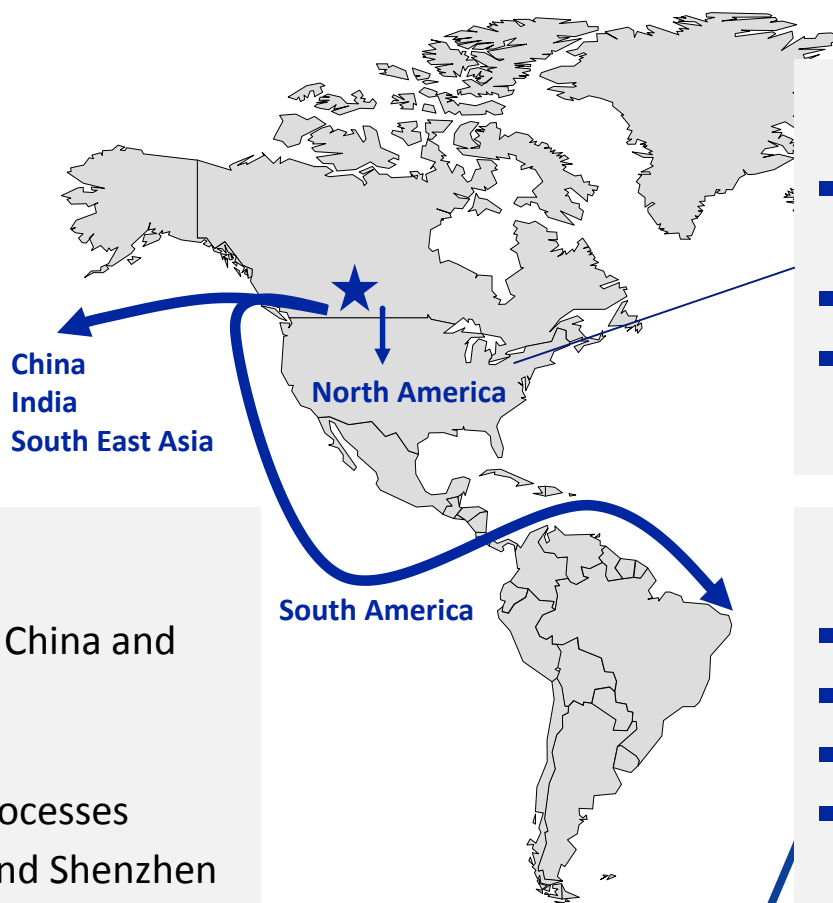 China
India
South East Asia
North America
South America
China and
ocesses
nd Shenzhen